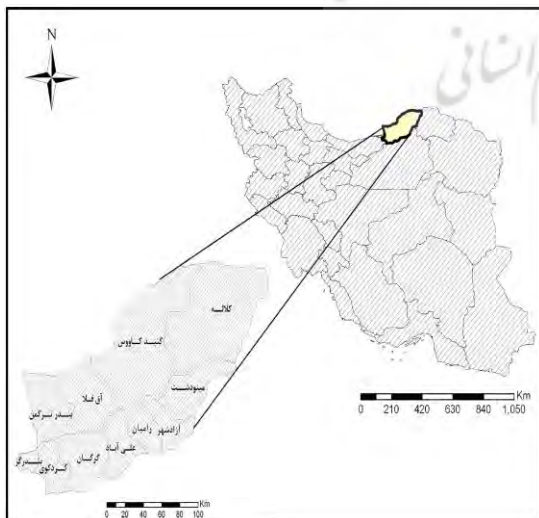 N
کلاله
گنبد کاووس
مینودشت
آق قلا
بندر ترکمن
آزادشهر
رامیان
علی آباد
گرگان
کردکوی
بندرگز
Km
0 210 420 630 840 1,050
Km
0 10 20 40 60 80 100